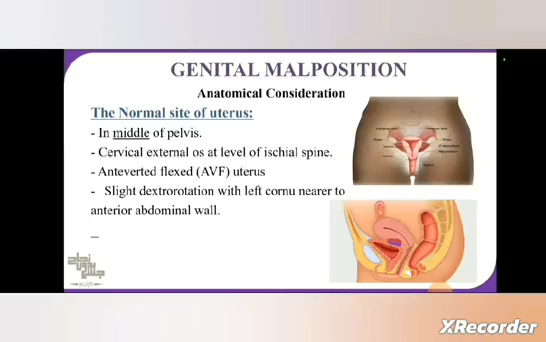 GENITAL MALPOSITION
Anatomical Consideration
The Normal site of uterus:
- In middle of pelvis.
- Cervical external os at level of ischial spine.
- Anteverted flexed (AVF) uterus
- Slight dextrorotation with left cornu nearer to
anterior abdominal wall.
–
XRecorder